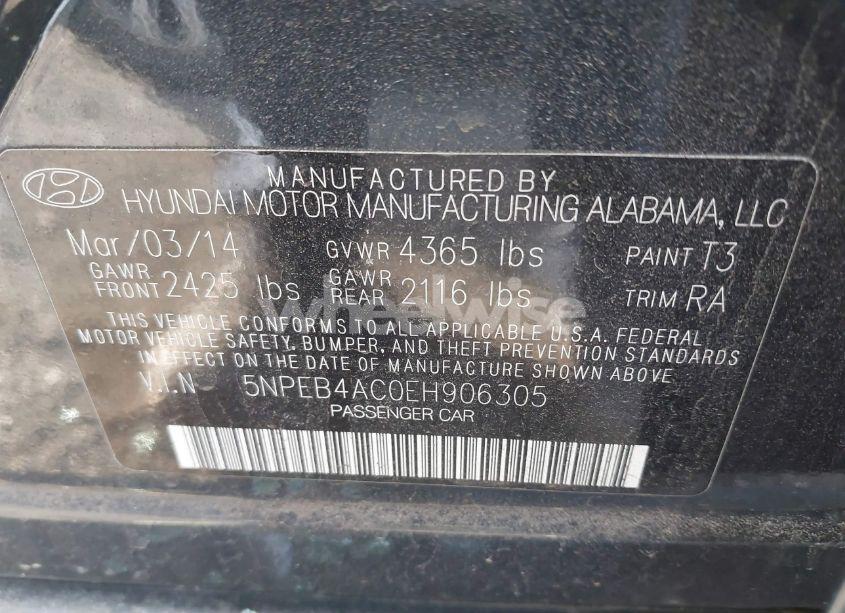 MANUFACTURED BY
HYUNDAI MOTOR MANUFACTURING ALABAMA, LLC
Mar/03/14 GVWR 4365 lbs PAINT T3
GAWR FRONT 2425 lbs GAWR REAR 2116 lbs TRIM RA
wheelwise
THIS VEHICLE CONFORMS TO ALL APPLICABLE U.S.A. FEDERAL
MOTOR VEHICLE SAFETY, BUMPER, AND THEFT PREVENTION STANDARDS
IN EFFECT ON THE DATE OF MANUFACTURE SHOWN ABOVE.
V.I.N 5NPEB4AC0EH906305
PASSENGER CAR